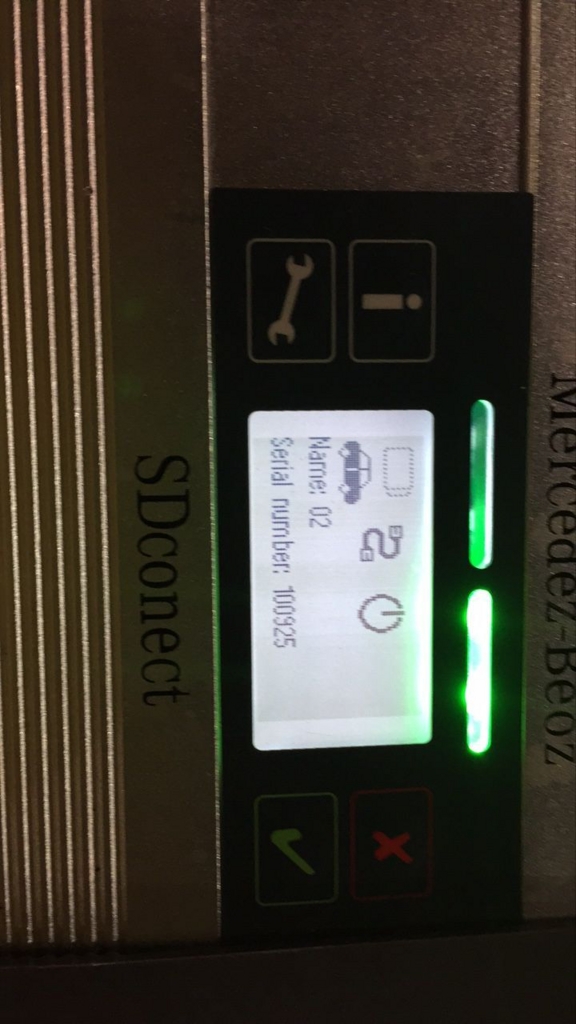 Mercedez-Beoz
Name: 02
Serial number: 100925
SDconect